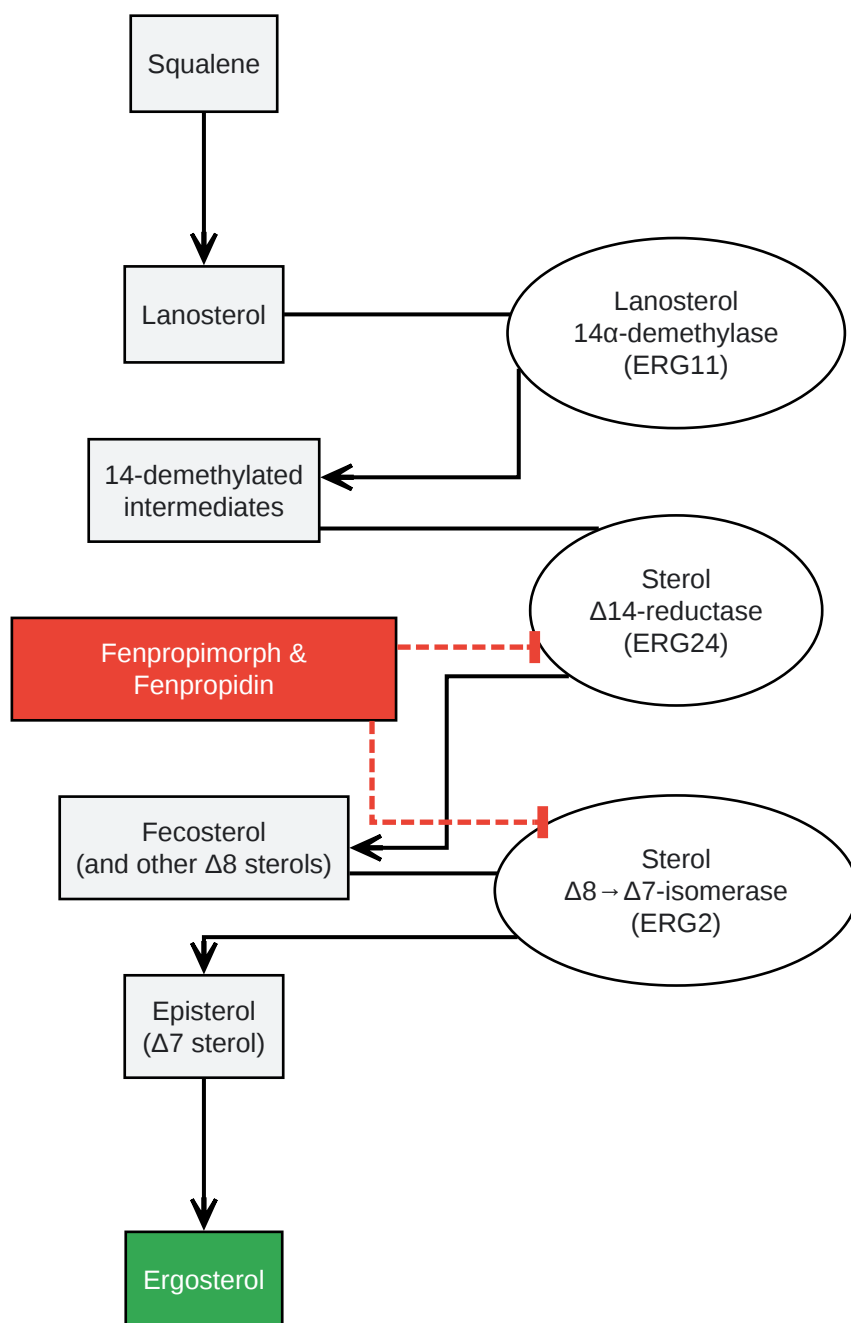 Squalene
Lanosterol
Lanosterol
14α-demethylase
(ERG11)
14-demethylated
intermediates
Sterol
Δ14-reductase
(ERG24)
Fenpropimorph &
Fenpropidin
Fecosterol
(and other Δ8 sterols)
Sterol
Δ8→Δ7-isomerase
(ERG2)
Episterol
(Δ7 sterol)
Ergosterol